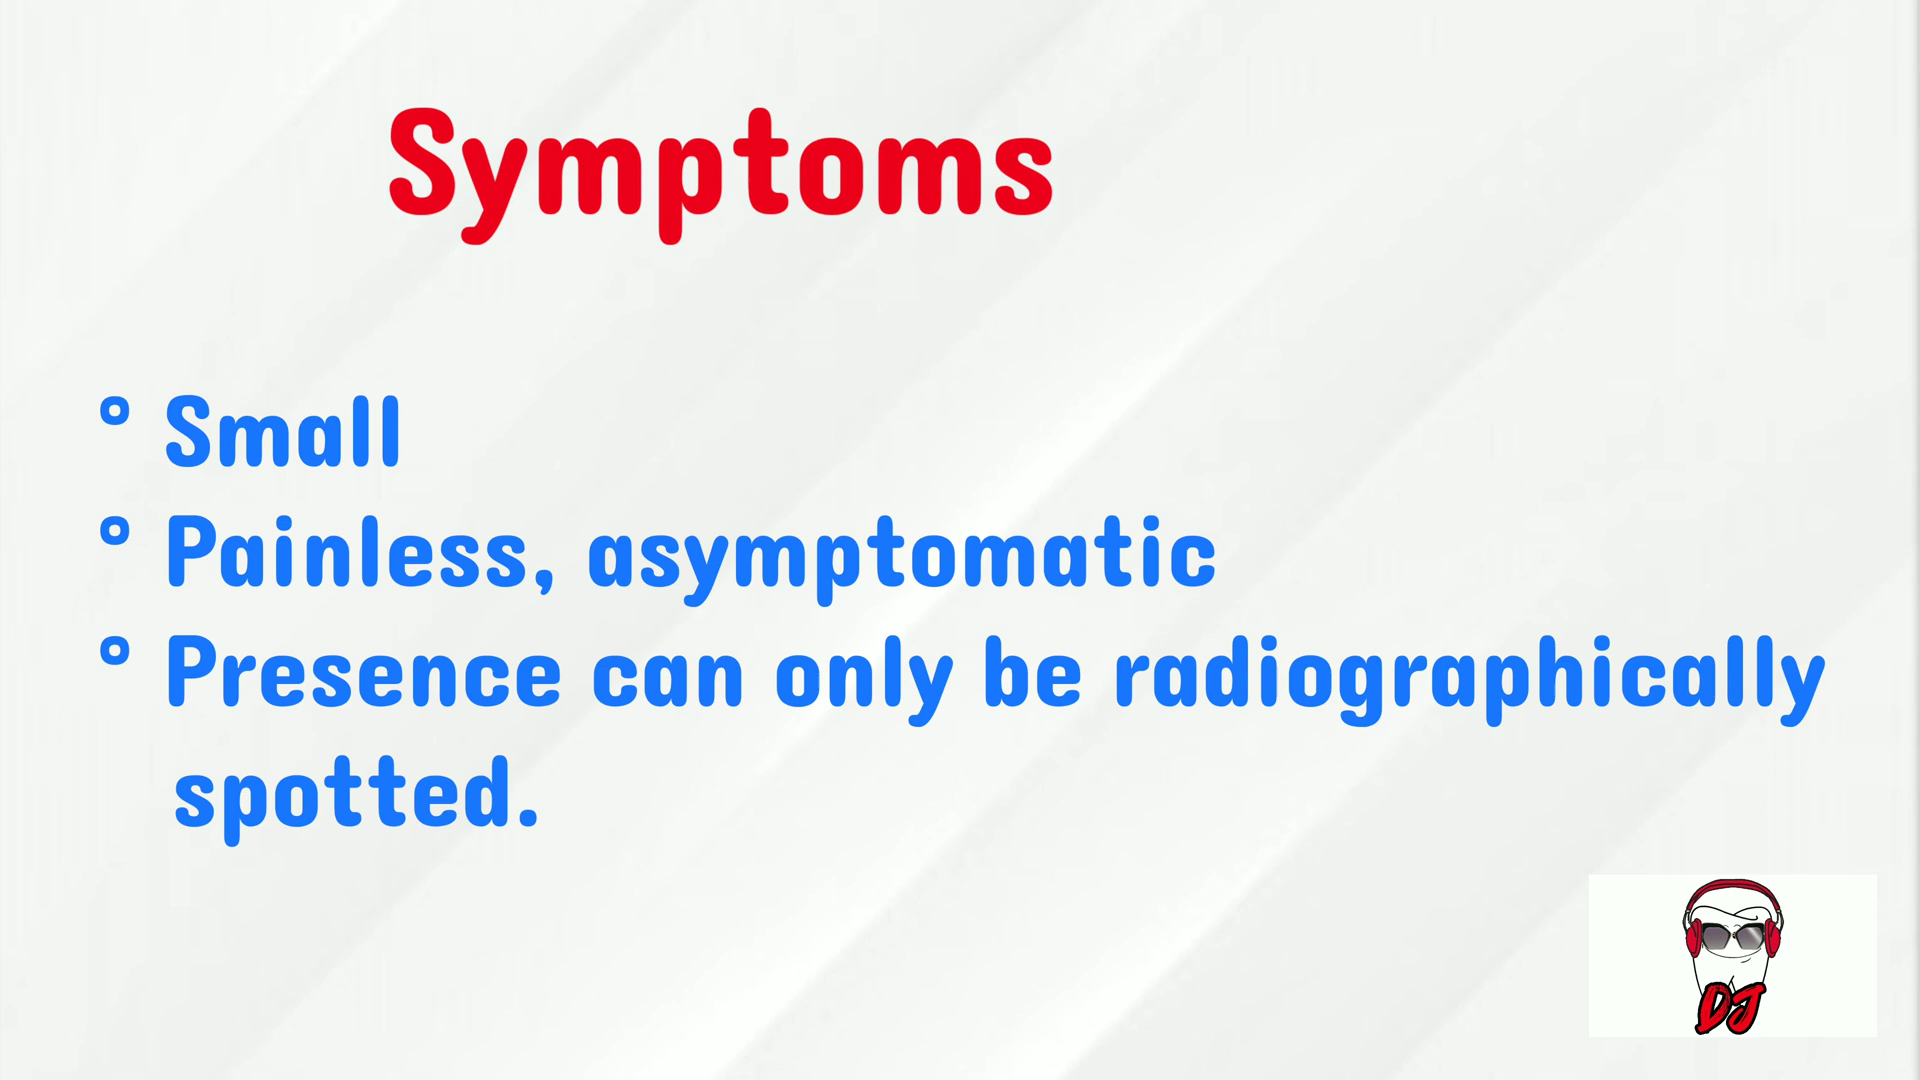 Symptoms
° Small
° Painless, asymptomatic
° Presence can only be radiographically
spotted.
DJ